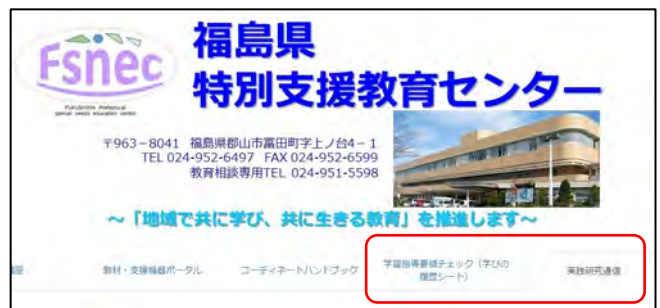 Fsnec
Fukushima Prefectural
special needs education center
福島県
特別支援教育センター
〒963-8041 福島県郡山市富田町字上ノ台4-1
TEL 024-952-6497 FAX 024-952-6599
教育相談専用TEL 024-951-5598
～「地域で共に学び、共に生きる教育」を推進します～
教材・支援機器ポータル
コーディネートハンドブック
学習指導要領チェック（学びの
履歴シート）
実践研究通信